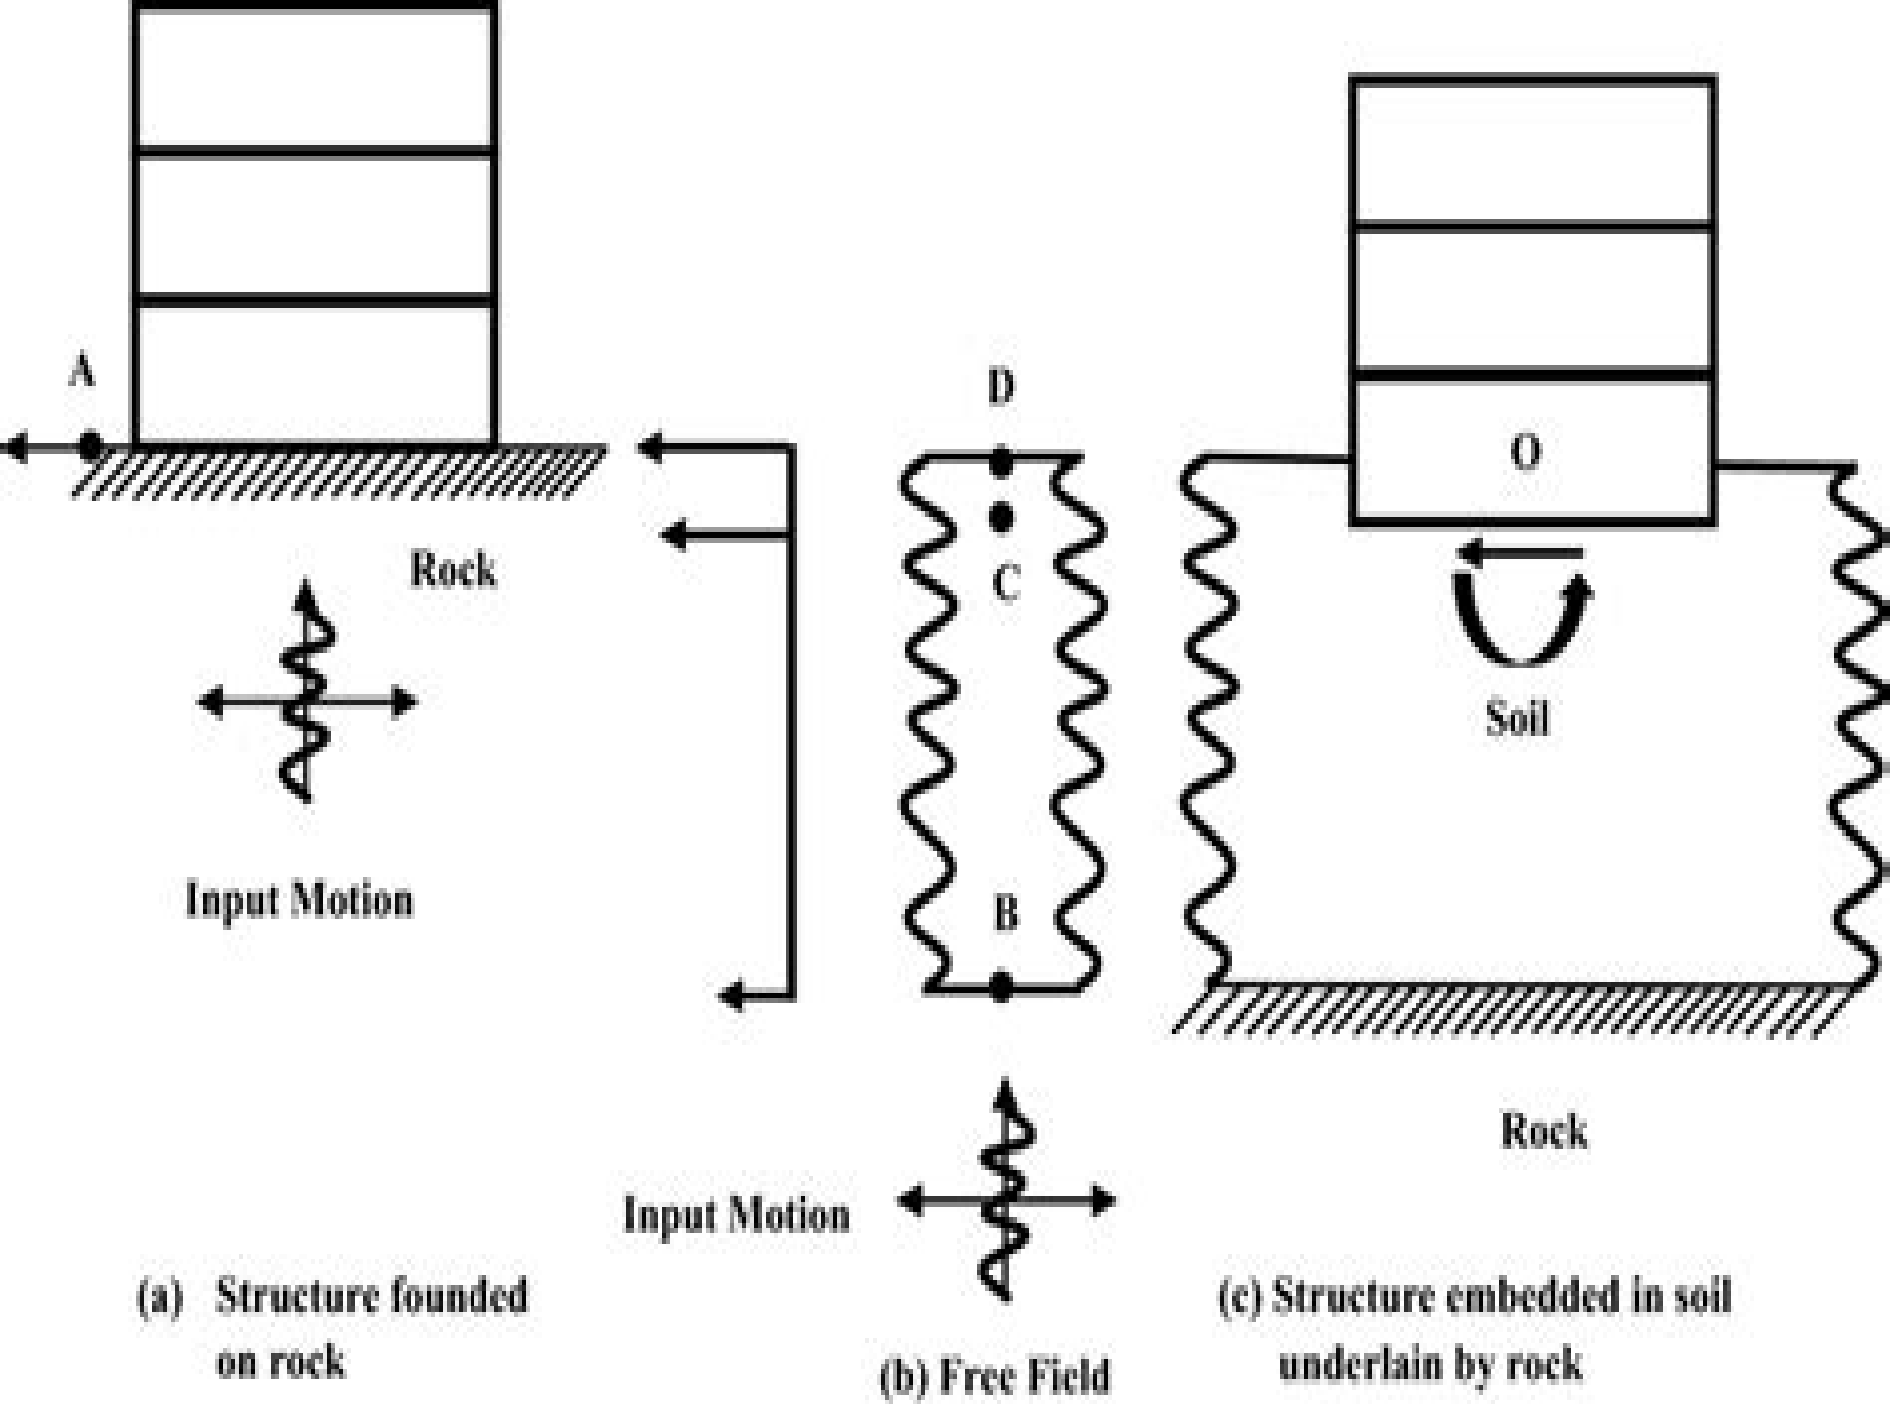 A
Rock
Input Motion
(a) Structure founded
on rock
D
C
B
Input Motion
(b) Free Field
O
Soil
Rock
(c) Structure embedded in soil
underlain by rock